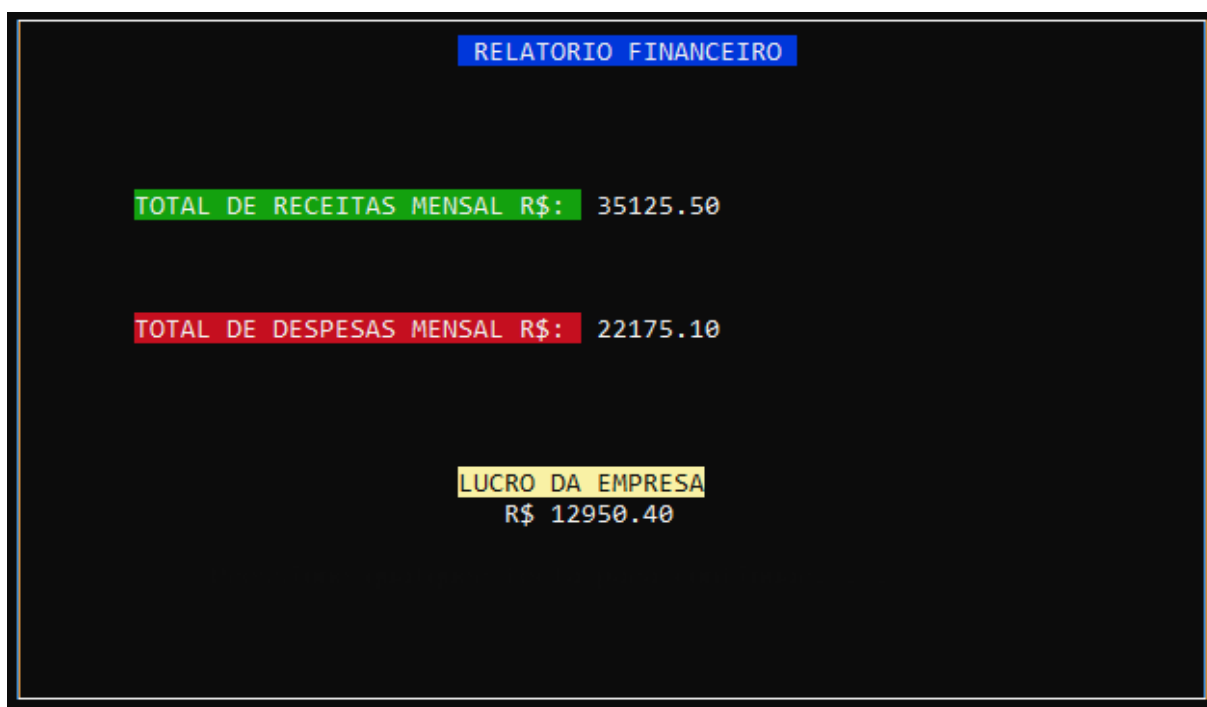 RELATORIO FINANCEIRO
TOTAL DE RECEITAS MENSAL R$: 35125.50
TOTAL DE DESPESAS MENSAL R$: 22175.10
LUCRO DA EMPRESA
R$ 12950.40